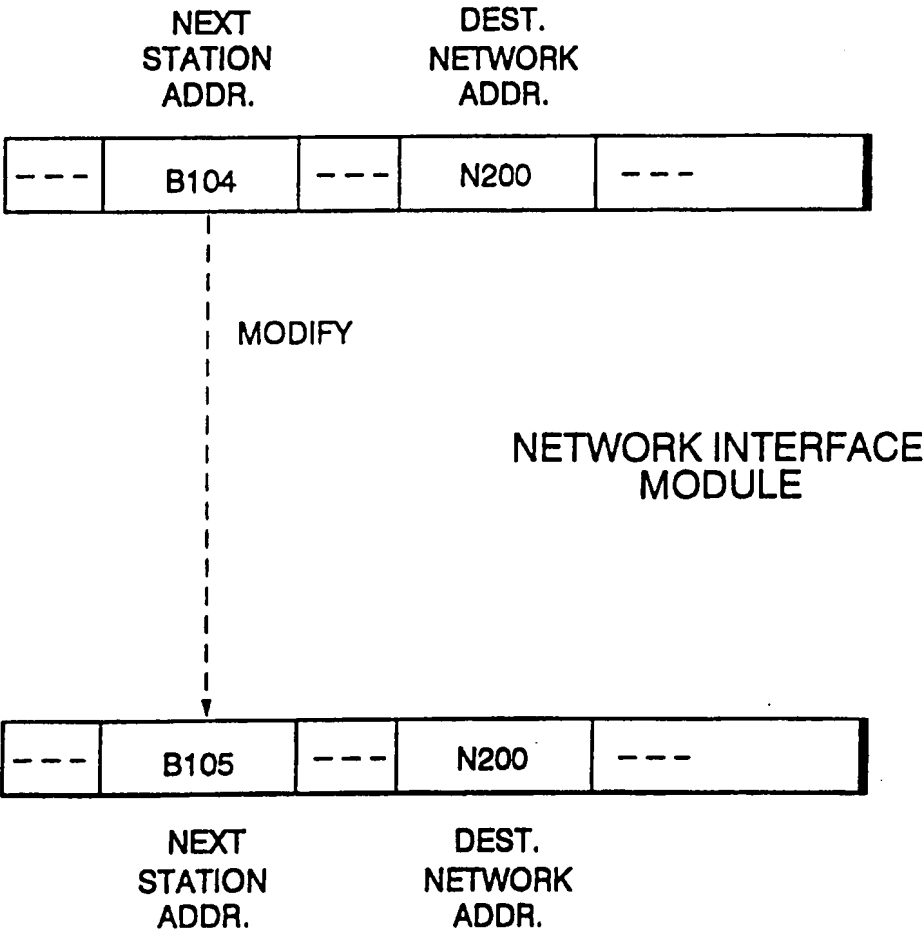 NEXT STATION ADDR.
DEST. NETWORK ADDR.
--- B104 --- N200 ---
MODIFY
NETWORK INTERFACE
MODULE
--- B105 --- N200 ---
NEXT STATION ADDR.
DEST. NETWORK ADDR.